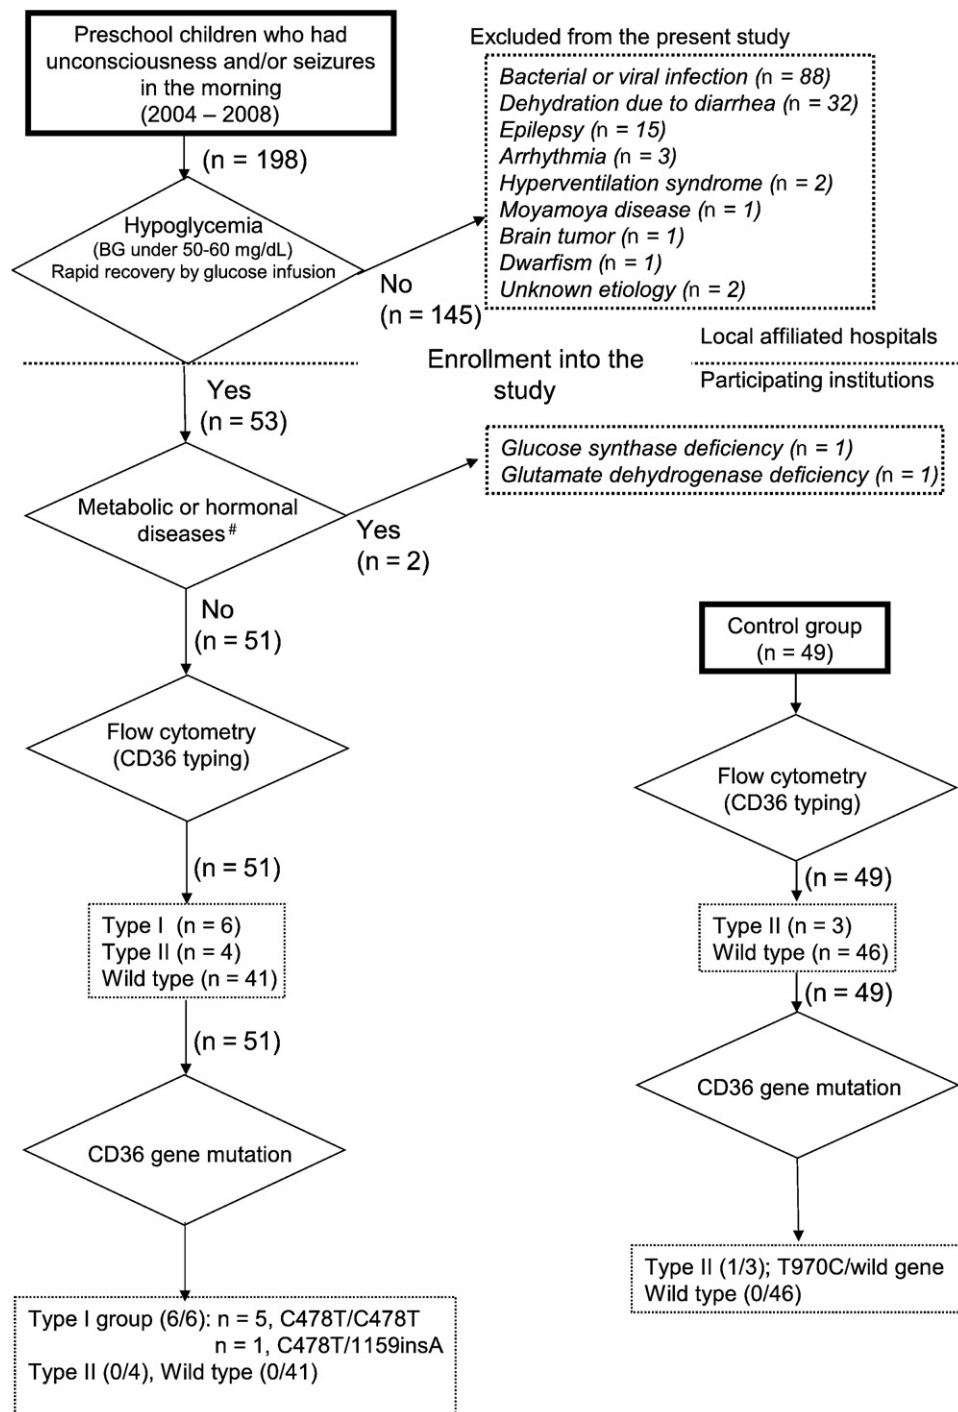 Preschool children who had
unconsciousness and/or seizures
in the morning
(2004 – 2008)
(n = 198)
Hypoglycemia
(BG under 50-60 mg/dL)
Rapid recovery by glucose infusion
No
(n = 145)
Excluded from the present study
Bacterial or viral infection (n = 88)
Dehydration due to diarrhea (n = 32)
Epilepsy (n = 15)
Arrhythmia (n = 3)
Hyperventilation syndrome (n = 2)
Moyamoya disease (n = 1)
Brain tumor (n = 1)
Dwarfism (n = 1)
Unknown etiology (n = 2)
Local affiliated hospitals
Enrollment into the
study
Participating institutions
Yes
(n = 53)
Metabolic or hormonal
diseases #
Yes
(n = 2)
Glucose synthase deficiency (n = 1)
Glutamate dehydrogenase deficiency (n = 1)
No
(n = 51)
Flow cytometry
(CD36 typing)
(n = 51)
Type I (n = 6)
Type II (n = 4)
Wild type (n = 41)
(n = 51)
CD36 gene mutation
Type I group (6/6): n = 5, C478T/C478T
n = 1, C478T/1159insA
Type II (0/4), Wild type (0/41)
Control group
(n = 49)
Flow cytometry
(CD36 typing)
(n = 49)
Type II (n = 3)
Wild type (n = 46)
(n = 49)
CD36 gene mutation
Type II (1/3); T970C/wild gene
Wild type (0/46)